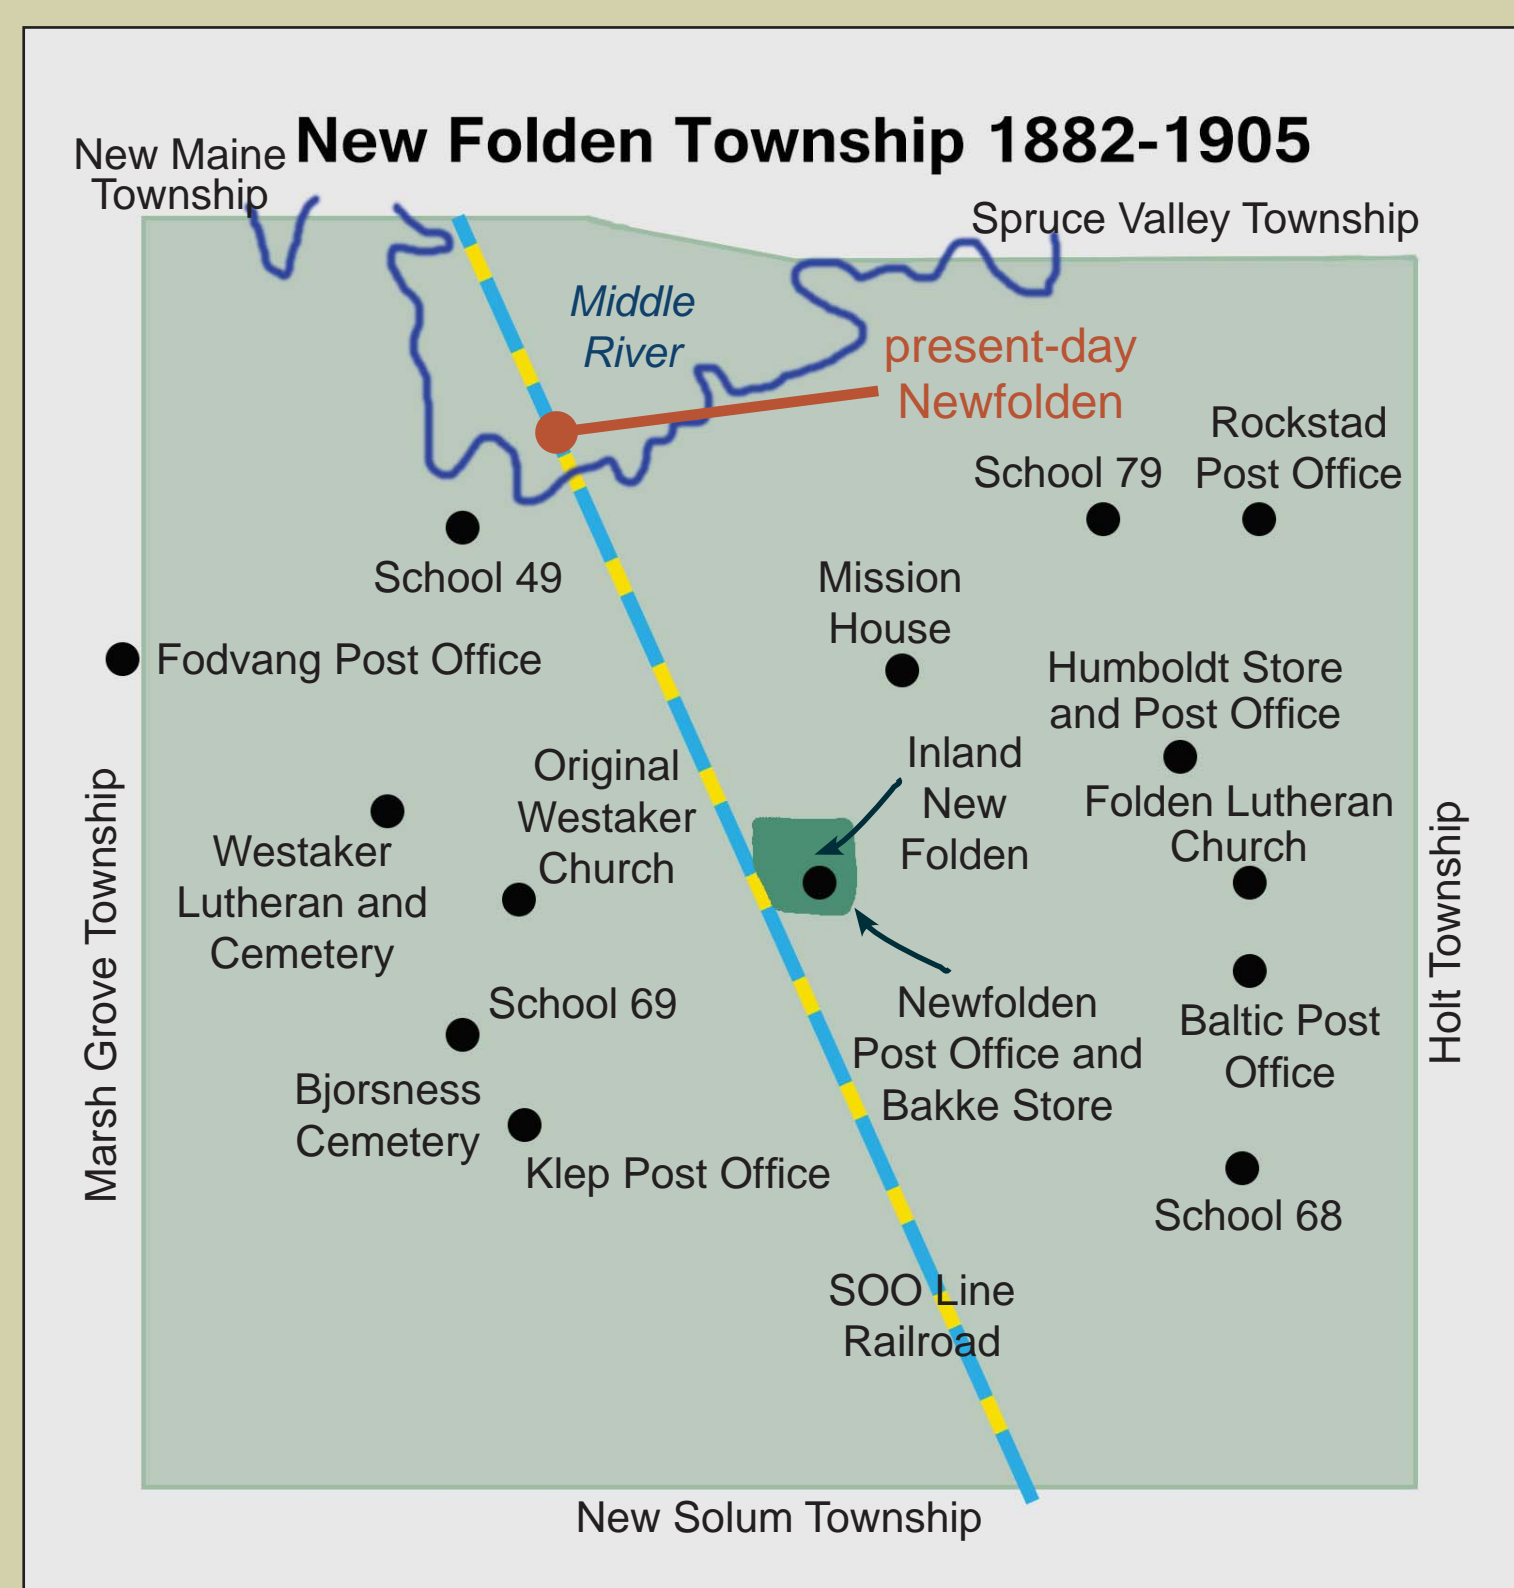 New Folden Township 1882-1905
New Maine
Township
Spruce Valley Township
Middle
River
present-day
Newfolden
Rockstad
Post Office
School 79
School 49
Mission
House
Fodvang Post Office
Humboldt Store
and Post Office
Original
Westaker
Church
Inland
New
Folden
Folden Lutheran
Church
Westaker
Lutheran and
Cemetery
Marsh Grove Township
Holt Township
School 69
Newfolden
Post Office and
Bakke Store
Baltic Post
Office
Bjorsness
Cemetery
Klep Post Office
School 68
SOO Line
Railroad
New Solum Township